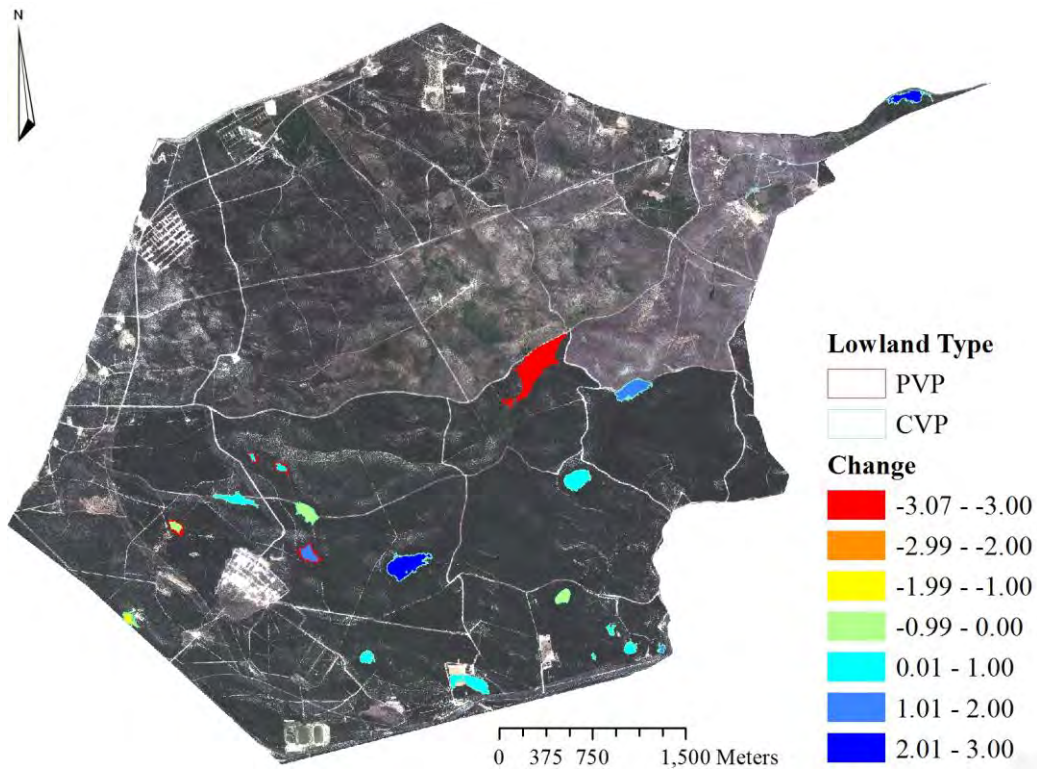 N
Lowland Type
PVP
CVP
Change
-3.07 - -3.00
-2.99 - -2.00
-1.99 - -1.00
-0.99 - 0.00
0.01 - 1.00
1.01 - 2.00
2.01 - 3.00
0 375 750 1,500 Meters